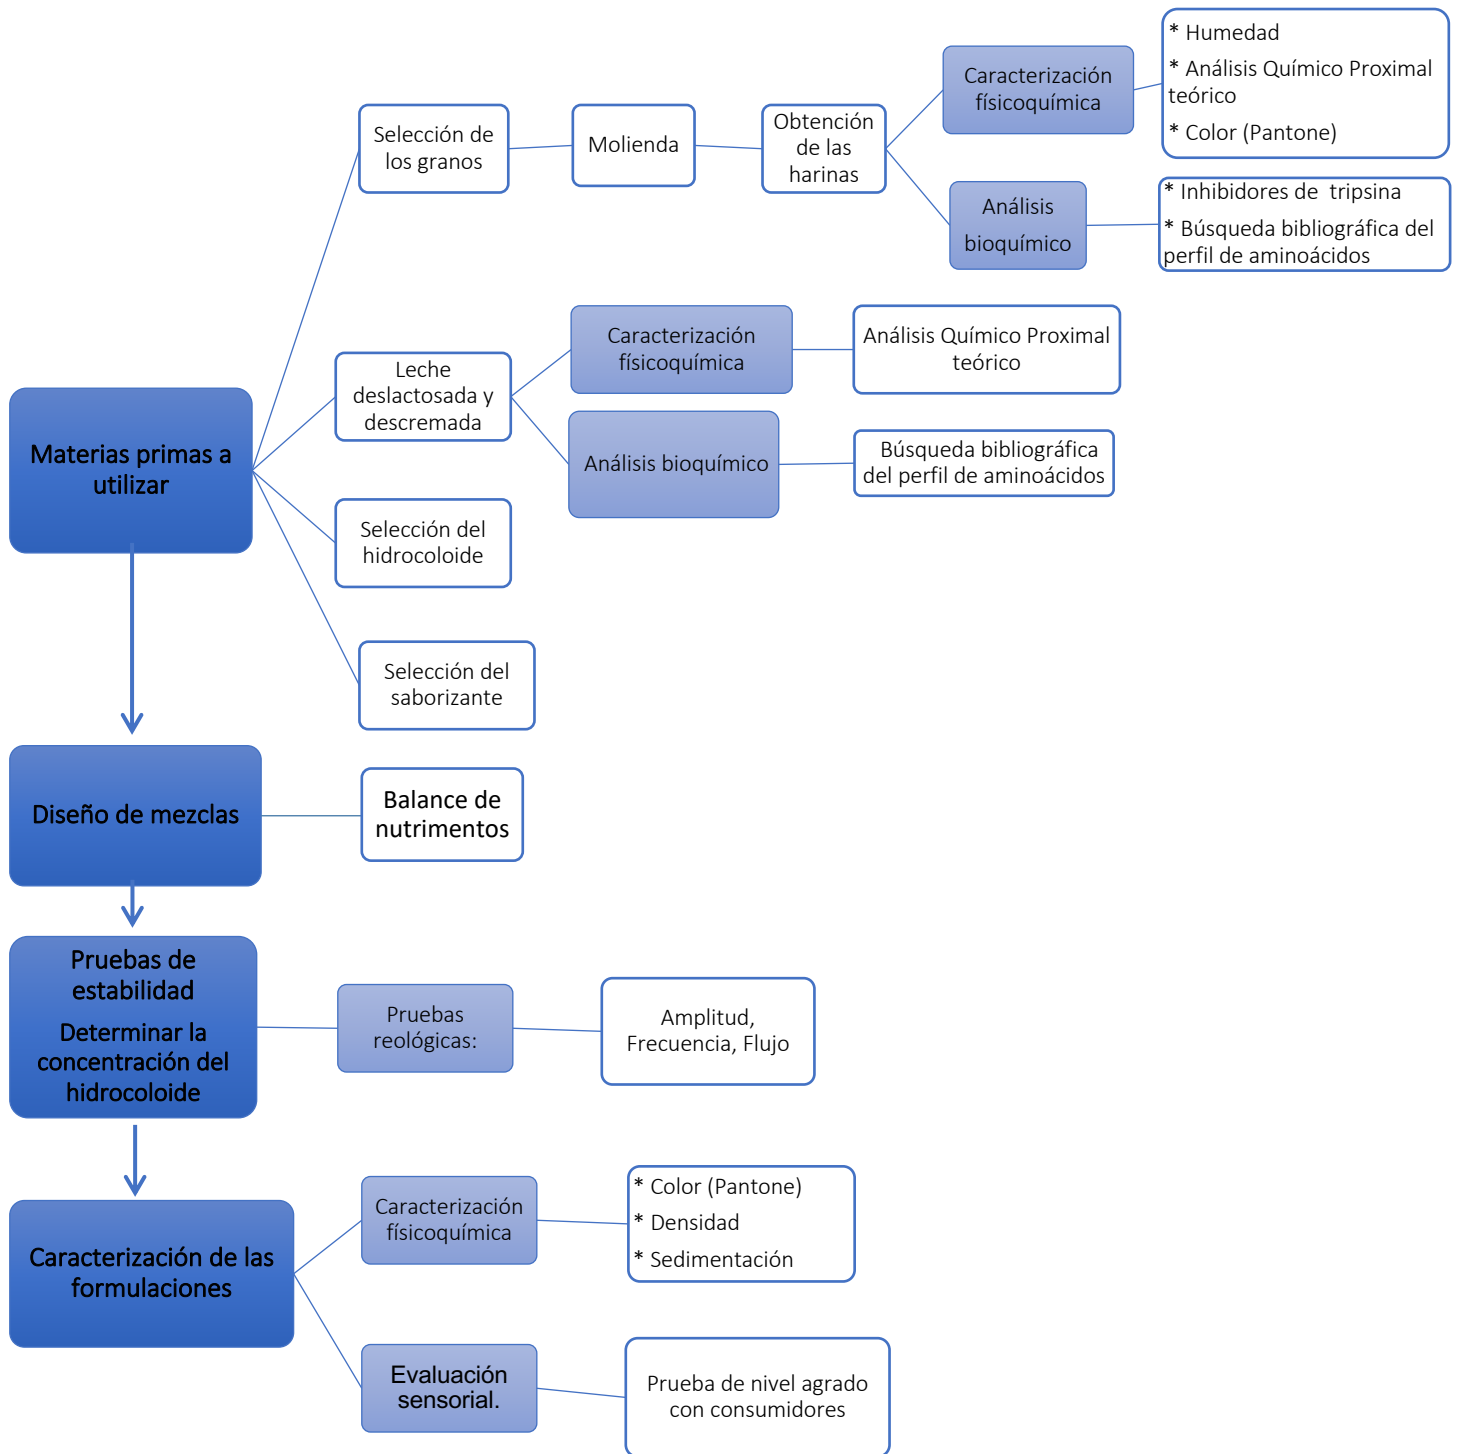 * Humedad
* Análisis Químico Proximal
teórico
* Color (Pantone)
Caracterización
físicoquímica
Selección de
los granos
Molienda
Obtención
de las
harinas
Análisis
bioquímico
* Inhibidores de tripsina
* Búsqueda bibliográfica del
perfil de aminoácidos
Caracterización
físicoquímica
Análisis Químico Proximal
teórico
Leche
deslactosada y
descremada
Análisis bioquímico
Búsqueda bibliográfica
del perfil de aminoácidos
Materias primas a
utilizar
Selección del
hidrocoloide
Selección del
saborizante
Diseño de mezclas
Balance de
nutrimentos
Pruebas de
estabilidad
Determinar la
concentración del
hidrocoloide
Pruebas
reológicas:
Amplitud,
Frecuencia, Flujo
Caracterización de las
formulaciones
Caracterización
físicoquímica
* Color (Pantone)
* Densidad
* Sedimentación
Evaluación
sensorial.
Prueba de nivel agrado
con consumidores